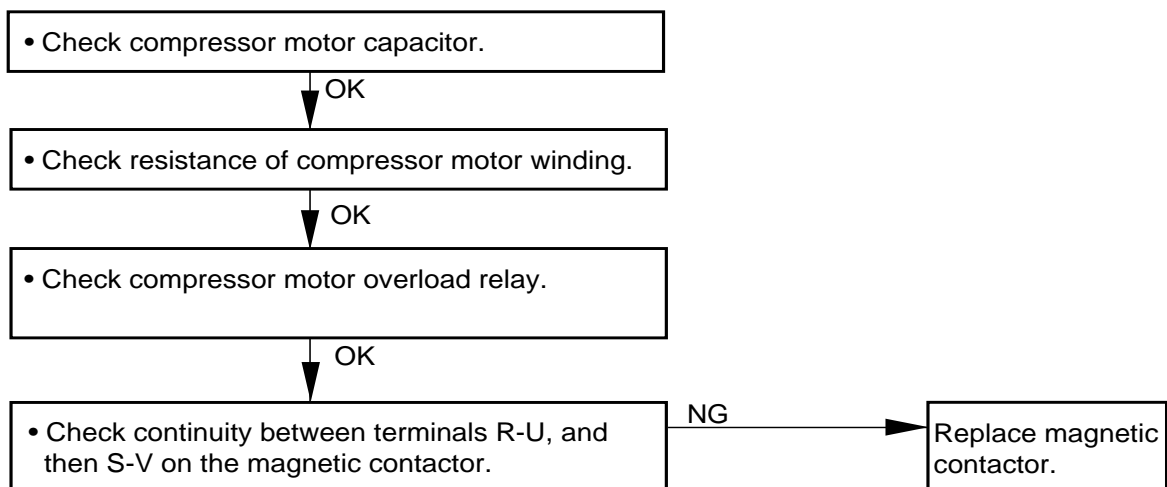 • Check compressor motor capacitor.
OK
• Check resistance of compressor motor winding.
OK
• Check compressor motor overload relay.
OK
• Check continuity between terminals R-U, and
then S-V on the magnetic contactor.
NG
Replace magnetic
contactor.